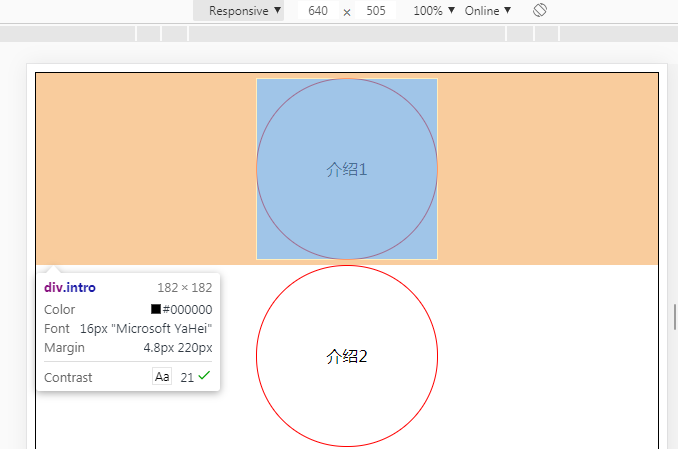 Responsive ▼ 640 × 505 100% ▼ Online ▼
介绍1
div.intro 182 × 182
Color #000000
Font 16px "Microsoft YaHei"
Margin 4.8px 220px
Contrast Aa 21 ✓
介绍2